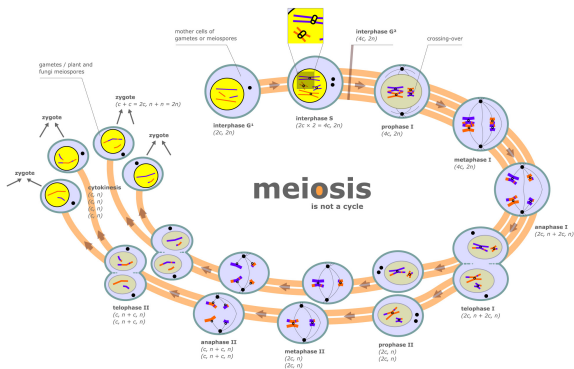 mother cells of
gametes or meiospores
interphase G²
(4c, 2n)
crossing-over
gametes / plant and
fungi meiospores
zygote
(c + c = 2c, n + n = 2n)
zygote
zygote
zygote
interphase G¹
(2c, 2n)
interphase S
(2c × 2 = 4c, 2n)
prophase I
(4c, 2n)
metaphase I
(4c, 2n)
cytokinesis
(c, n)
(c, n)
(c, n)
(c, n)
meiosis
is not a cycle
anaphase I
(2c, n + 2c, n)
telophase I
(2c, n + 2c, n)
telophase II
(c, n + c, n)
(c, n + c, n)
anaphase II
(c, n + c, n)
(c, n + c, n)
metaphase II
(2c, n)
(2c, n)
prophase II
(2c, n)
(2c, n)